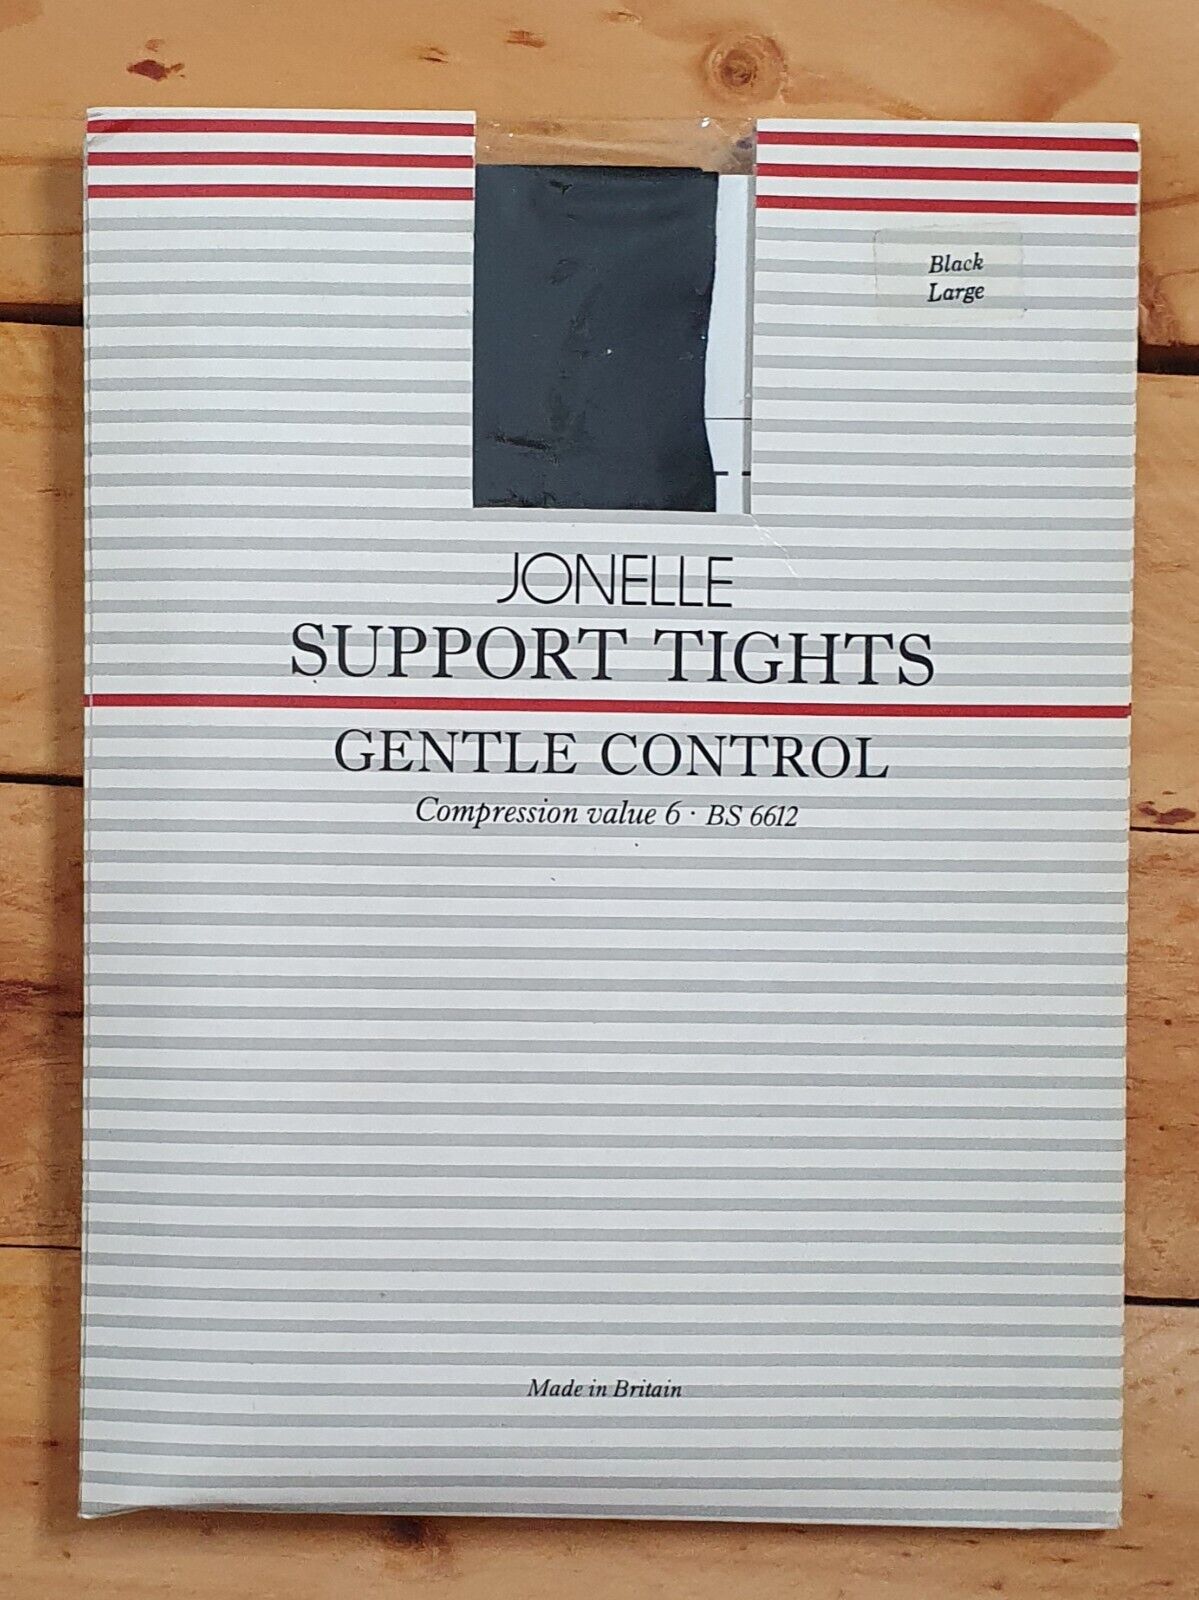 Black
Large
JONELLE
SUPPORT TIGHTS
GENTLE CONTROL
Compression value 6 · BS 6612
Made in Britain